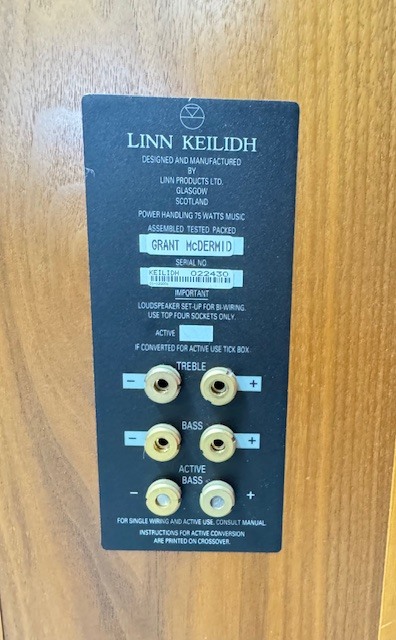 LINN KEILIDH
DESIGNED AND MANUFACTURED
BY
LINN PRODUCTS LTD.
GLASGOW
SCOTLAND
POWER HANDLING 75 WATTS MUSIC
ASSEMBLED TESTED PACKED
GRANT McDERMID
SERIAL NO
KEILIDH 022430
IMPORTANT
LOUDSPEAKER SET-UP FOR BI-WIRING.
USE TOP FOUR SOCKETS ONLY.
ACTIVE
IF CONVERTED FOR ACTIVE USE TICK BOX.
TREBLE
− +
BASS
− +
ACTIVE
BASS
− +
FOR SINGLE WIRING AND ACTIVE USE. CONSULT MANUAL.
INSTRUCTIONS FOR ACTIVE CONVERSION
ARE PRINTED ON CROSSOVER.